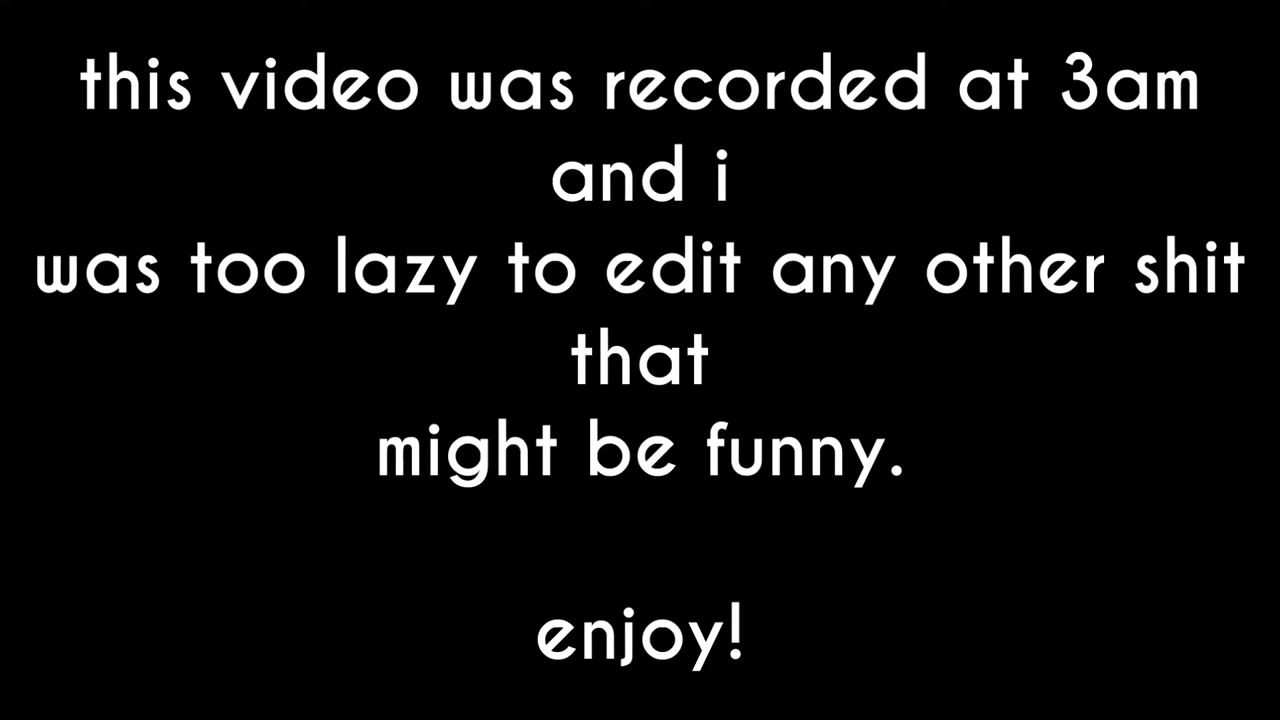 this video was recorded at 3am
and i
was too lazy to edit any other shit
that
might be funny.
enjoy!